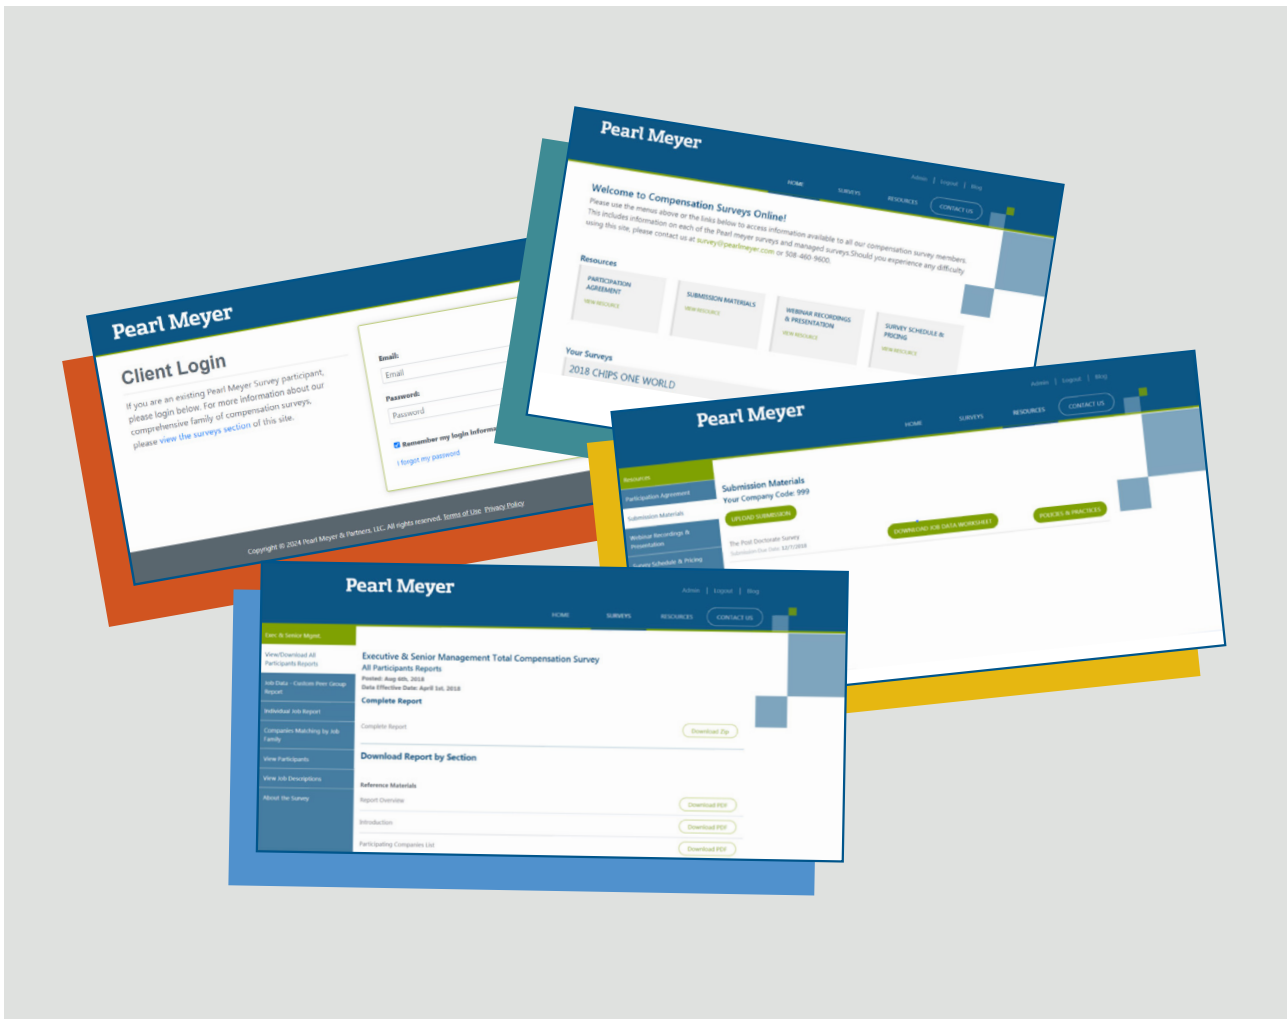 Pearl Meyer
Client Login
If you are an existing Pearl Meyer Survey participant,
please login below. For more information about our
comprehensive family of compensation surveys,
please view the surveys section of this site.
Email:
Email
Password:
Password
Remember my login
I forgot my password
Copyright © 2024 Pearl Meyer & Partners, LLC. All rights reserved. Terms of Use Privacy Policy
Pearl Meyer
Admin | Logout | Blog
HOME SURVEYS RESOURCES CONTACT US
Welcome to Compensation Surveys Online!
Please use the menus above or the links below to access information available to all our compensation survey members.
This includes information on each of the Pearl meyer surveys and managed surveys.Should you experience any difficulty
using this site, please contact us at survey@pearlmeyer.com or 508-460-9600.
Resources
PARTICIPATION
AGREEMENT
VIEW RESOURCE
SUBMISSION MATERIALS
VIEW RESOURCE
WEBINAR RECORDINGS
& PRESENTATION
VIEW RESOURCE
SURVEY SCHEDULE &
PRICING
VIEW RESOURCE
Your Surveys
2018 CHIPS ONE WORLD
Pearl Meyer
Admin | Logout | Blog
HOME SURVEYS RESOURCES CONTACT US
Resources
Participation Agreement
Submission Materials
Webinar Recordings &
Presentation
Survey Schedule & Pricing
Submission Materials
Your Company Code: 999
UPLOAD SUBMISSION
DOWNLOAD JOB DATA WORKSHEET
POLICIES & PRACTICES
The Post Doctorate Survey
Submission Due Date: 12/7/2018
Pearl Meyer
Admin | Logout | Blog
HOME SURVEYS RESOURCES CONTACT US
Exec & Senior Mgmt.
View/Download All
Participants Reports
Job Data - Custom Peer Group
Report
Individual Job Report
Companies Matching by Job
Family
View Participants
View Job Descriptions
About the Survey
Executive & Senior Management Total Compensation Survey
All Participants Reports
Posted: Aug 6th, 2018
Data Effective Date: April 1st, 2018
Complete Report
Complete Report
Download Zip
Download Report by Section
Reference Materials
Report Overview
Download PDF
Introduction
Download PDF
Participating Companies List
Download PDF